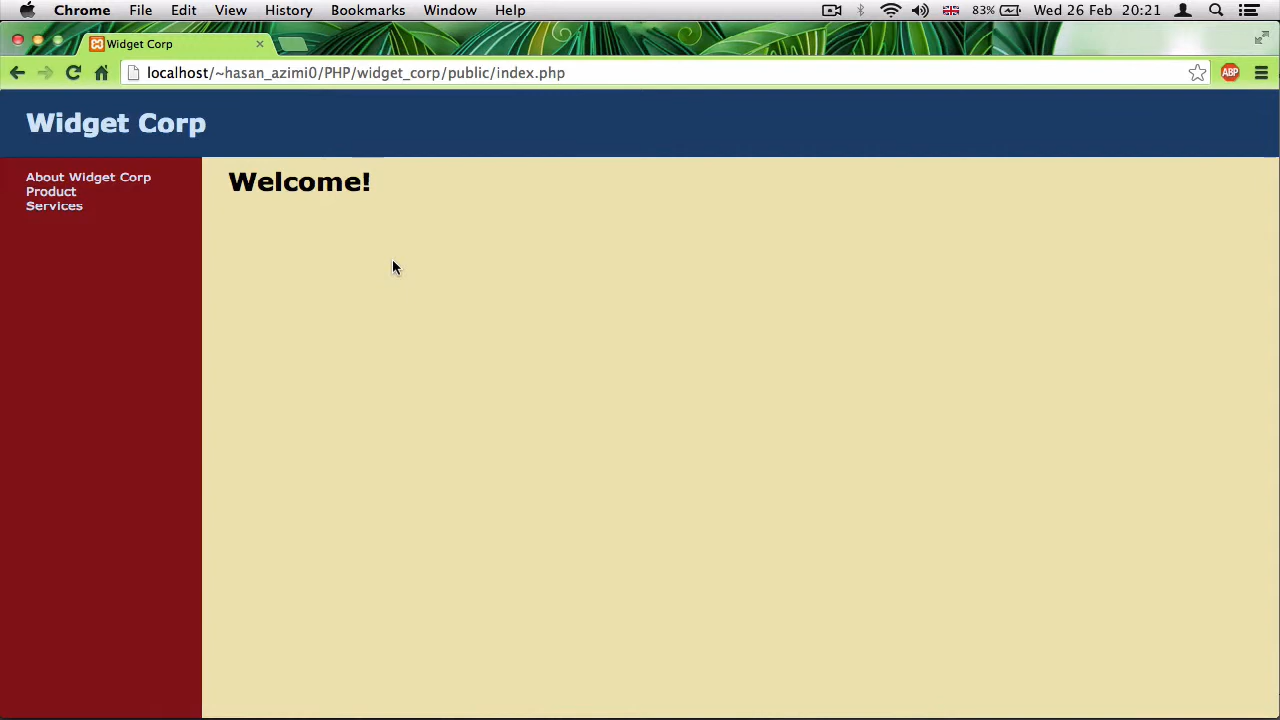 Chrome File Edit View History Bookmarks Window Help 83% Wed 26 Feb 20:21
Widget Corp
localhost/~hasan_azimi0/PHP/widget_corp/public/index.php ABP
Widget Corp
About Widget Corp
Product
Services
Welcome!